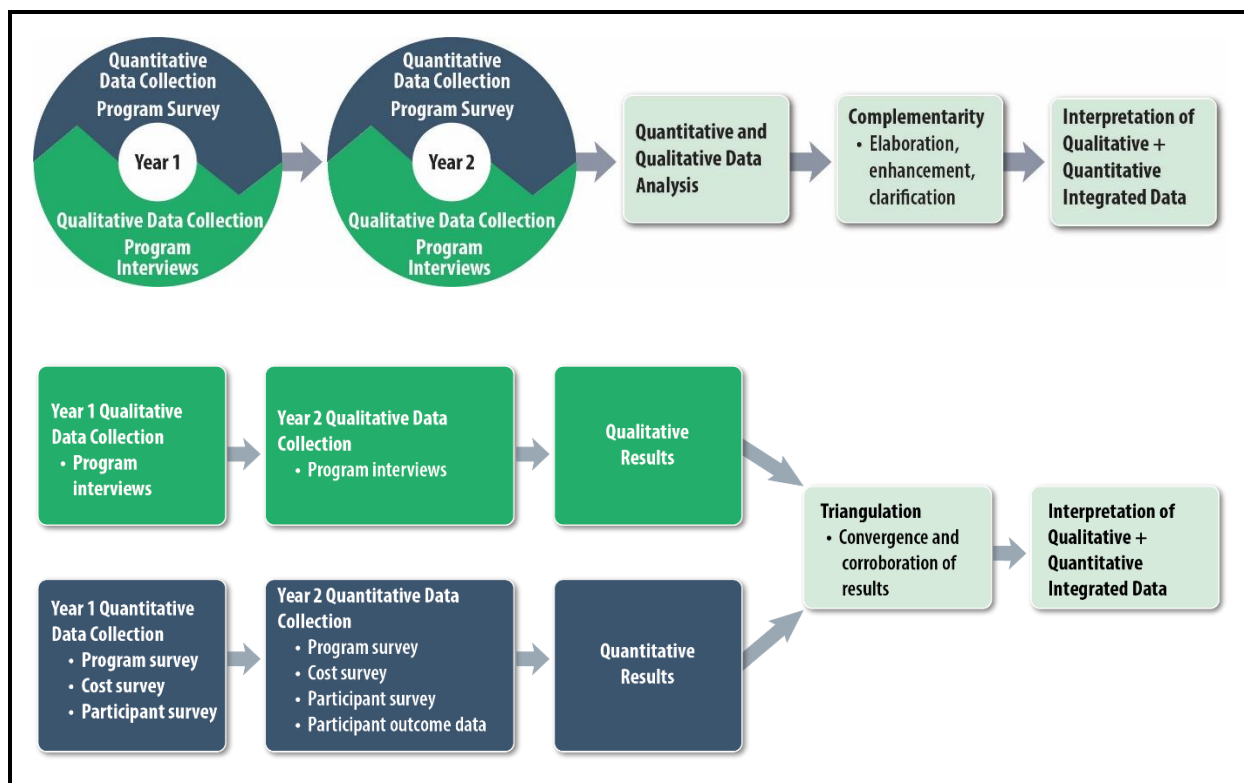 Quantitative
Data Collection
Program Survey
Year 1
Qualitative Data Collection
Program
Interviews
Quantitative
Data Collection
Program Survey
Year 2
Qualitative Data Collection
Program
Interviews
Quantitative and
Qualitative Data
Analysis
Complementarity
• Elaboration,
enhancement,
clarification
Interpretation of
Qualitative +
Quantitative
Integrated Data
Year 1 Qualitative
Data Collection
• Program
interviews
Year 2 Qualitative Data
Collection
• Program interviews
Qualitative
Results
Year 1 Quantitative
Data Collection
• Program survey
• Cost survey
• Participant survey
Year 2 Quantitative Data
Collection
• Program survey
• Cost survey
• Participant survey
• Participant outcome data
Quantitative
Results
Triangulation
• Convergence and
corroboration of
results
Interpretation of
Qualitative +
Quantitative
Integrated Data